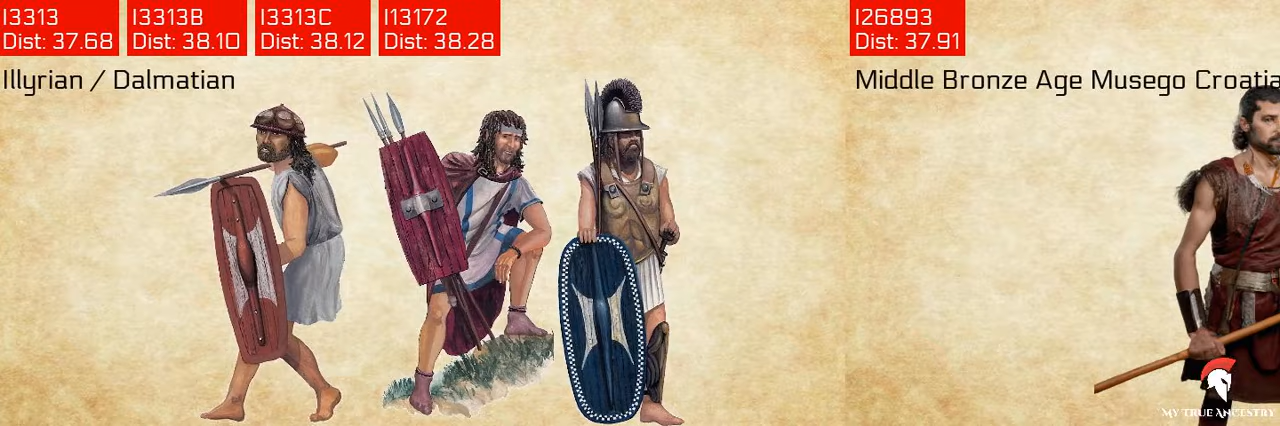 I3313
Dist: 37.68
I3313B
Dist: 38.10
I3313C
Dist: 38.12
I13172
Dist: 38.28
Illyrian / Dalmatian
I26893
Dist: 37.91
Middle Bronze Age Musego Croatia
MY TRUE ANCESTRY